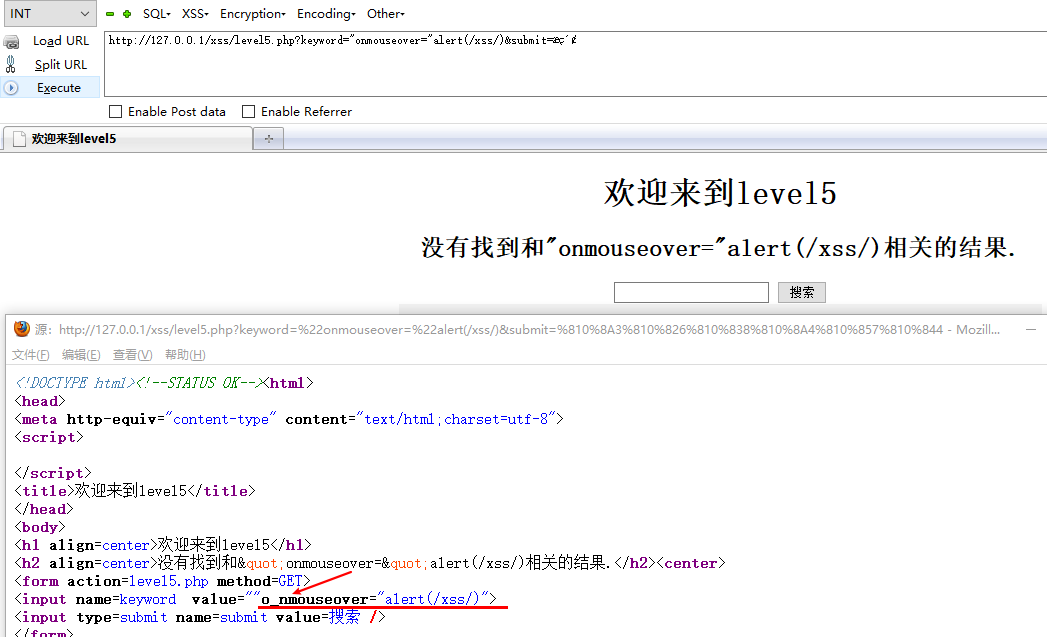 INT SQL▾ XSS▾ Encryption▾ Encoding▾ Other▾
Load URL
http://127.0.0.1/xss/level5.php?keyword="onmouseover="alert(/xss/)&submit=
Split URL
Execute
Enable Post data Enable Referrer
欢迎来到level5
欢迎来到level5
没有找到和"onmouseover="alert(/xss/)相关的结果.
搜索
源: http://127.0.0.1/xss/level5.php?keyword=%22onmouseover=%22alert(/xss/)&submit=%810%8A3%810%826%810%838%810%8A4%810%857%810%844 - Mozill...
文件(F) 编辑(E) 查看(V) 帮助(H)
<!DOCTYPE html><!--STATUS OK--><html>
<head>
<meta http-equiv="content-type" content="text/html;charset=utf-8">
<script>
</script>
<title>欢迎来到level5</title>
</head>
<body>
<h1 align=center>欢迎来到level5</h1>
<h2 align=center>没有找到和&quot;onmouseover=&quot;alert(/xss/)相关的结果.</h2><center>
<form action=level5.php method=GET>
<input name=keyword  value=""o_nmouseover="alert(/xss/)">
<input type=submit name=submit value=搜索 />
</form>